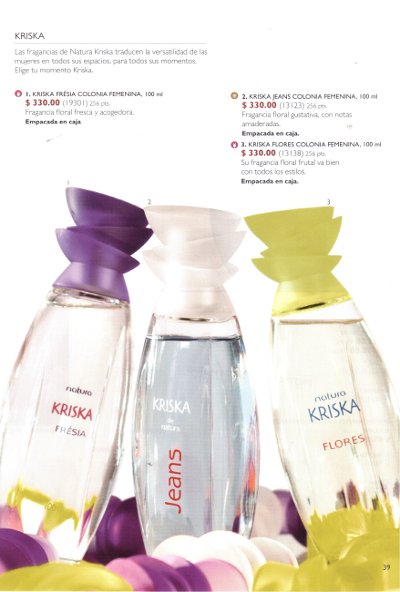 KRISKA
Las fragancias de Natura Kriska traducen la versatilidad de las
mujeres en todos sus espacios, para todos sus momentos.
Elige tu momento Kriska.
1. KRISKA FRÉSIA COLONIA FEMENINA, 100 ml
$ 330.00 (19301) 256 pts.
Fragancia floral fresca y acogedora.
Empacada en caja.
2. KRISKA JEANS COLONIA FEMENINA, 100 ml
$ 330.00 (13123) 256 pts.
Fragancia floral gustativa, con notas
amaderadas.
Empacada en caja.
3. KRISKA FLORES COLONIA FEMENINA, 100 ml
$ 330.00 (13138) 256 pts.
Su fragancia floral frutal va bien
con todos los estilos.
Empacada en caja.
1
2
3
natura
KRISKA
FRÉSIA
KRISKA
de
natura
Jeans
natura
KRISKA
FLORES
39